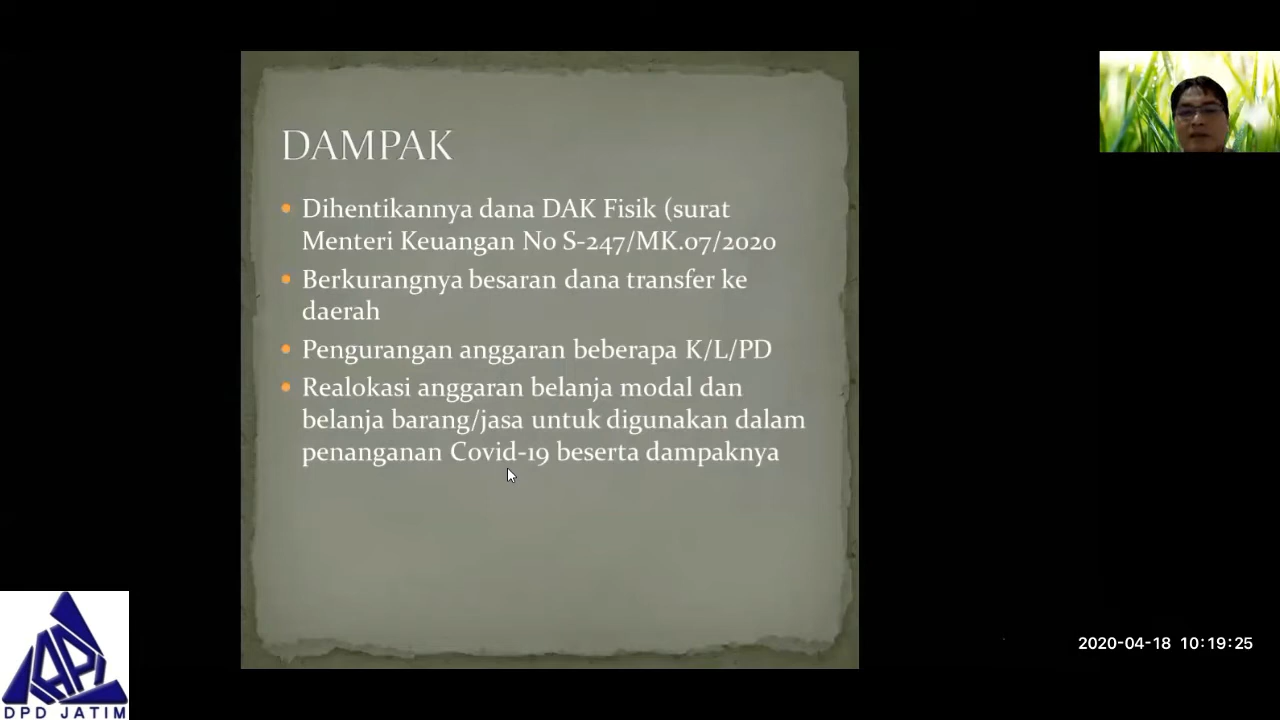 DAMPAK
• Dihentikannya dana DAK Fisik (surat
Menteri Keuangan No S-247/MK.07/2020
• Berkurangnya besaran dana transfer ke
daerah
• Pengurangan anggaran beberapa K/L/PD
• Realokasi anggaran belanja modal dan
belanja barang/jasa untuk digunakan dalam
penanganan Covid-19 beserta dampaknya
IAPI
DPD JATIM
2020-04-18 10:19:25